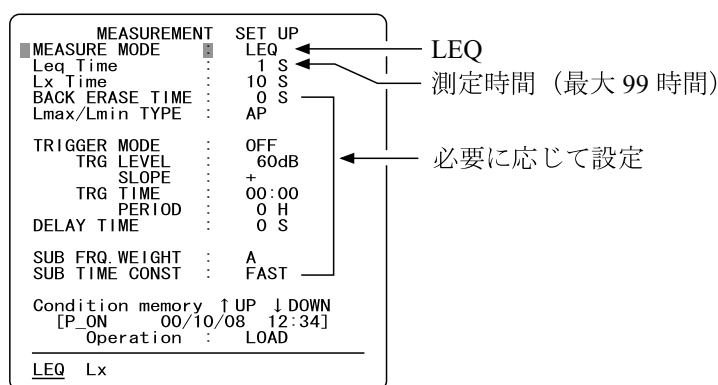 MEASUREMENT SET UP
MEASURE MODE : LEQ
Leq Time : 1 S
Lx Time : 10 S
BACK ERASE TIME : 0 S
Lmax/Lmin TYPE : AP
TRIGGER MODE : OFF
TRG LEVEL : 60dB
SLOPE : +
TRG TIME : 00:00
PERIOD : 0 H
DELAY TIME : 0 S
SUB FRQ.WEIGHT : A
SUB TIME CONST : FAST
Condition memory ↑UP ↓DOWN
[P_ON 00/10/08 12:34]
Operation : LOAD
LEQ Lx
LEQ
測定時間（最大 99 時間）
必要に応じて設定